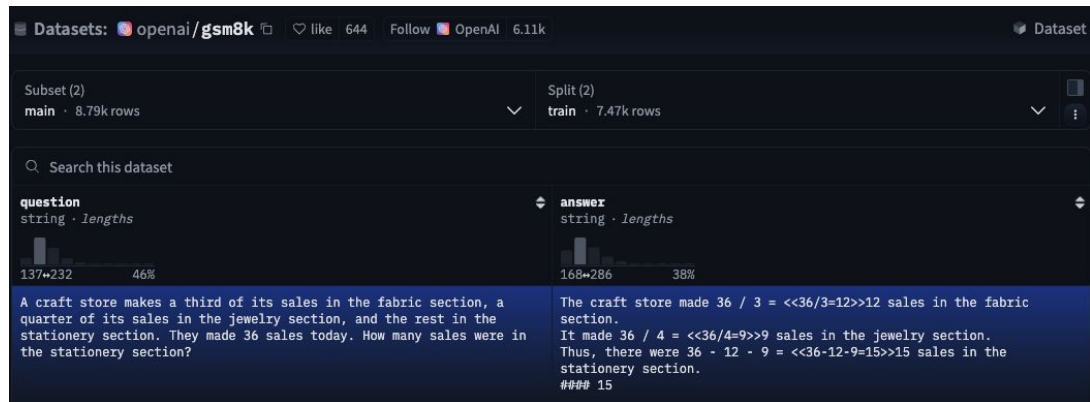 Datasets: openai/gsm8k like 644 Follow OpenAI 6.11k Dataset
Subset (2)
main · 8.79k rows
Split (2)
train · 7.47k rows
Search this dataset
question
string · lengths
137↔232 46%
answer
string · lengths
168↔286 38%
A craft store makes a third of its sales in the fabric section, a
quarter of its sales in the jewelry section, and the rest in the
stationery section. They made 36 sales today. How many sales were in
the stationery section?
The craft store made 36 / 3 = <<36/3=12>>12 sales in the fabric
section.
It made 36 / 4 = <<36/4=9>>9 sales in the jewelry section.
Thus, there were 36 - 12 - 9 = <<36-12-9=15>>15 sales in the
stationery section.
#### 15